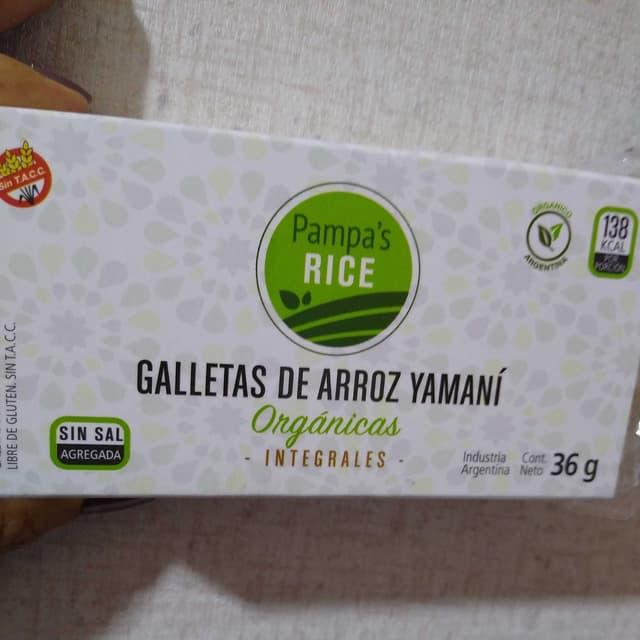 Sin T.A.C.C.
LIBRE DE GLUTEN. SIN T.A.C.C.
Pampa's
RICE
ORGÁNICO
ARGENTINA
138
KCAL
POR
PORCIÓN
GALLETAS DE ARROZ YAMANÍ
Orgánicas
- INTEGRALES -
SIN SAL
AGREGADA
Industria
Argentina
Cont.
Neto
36 g